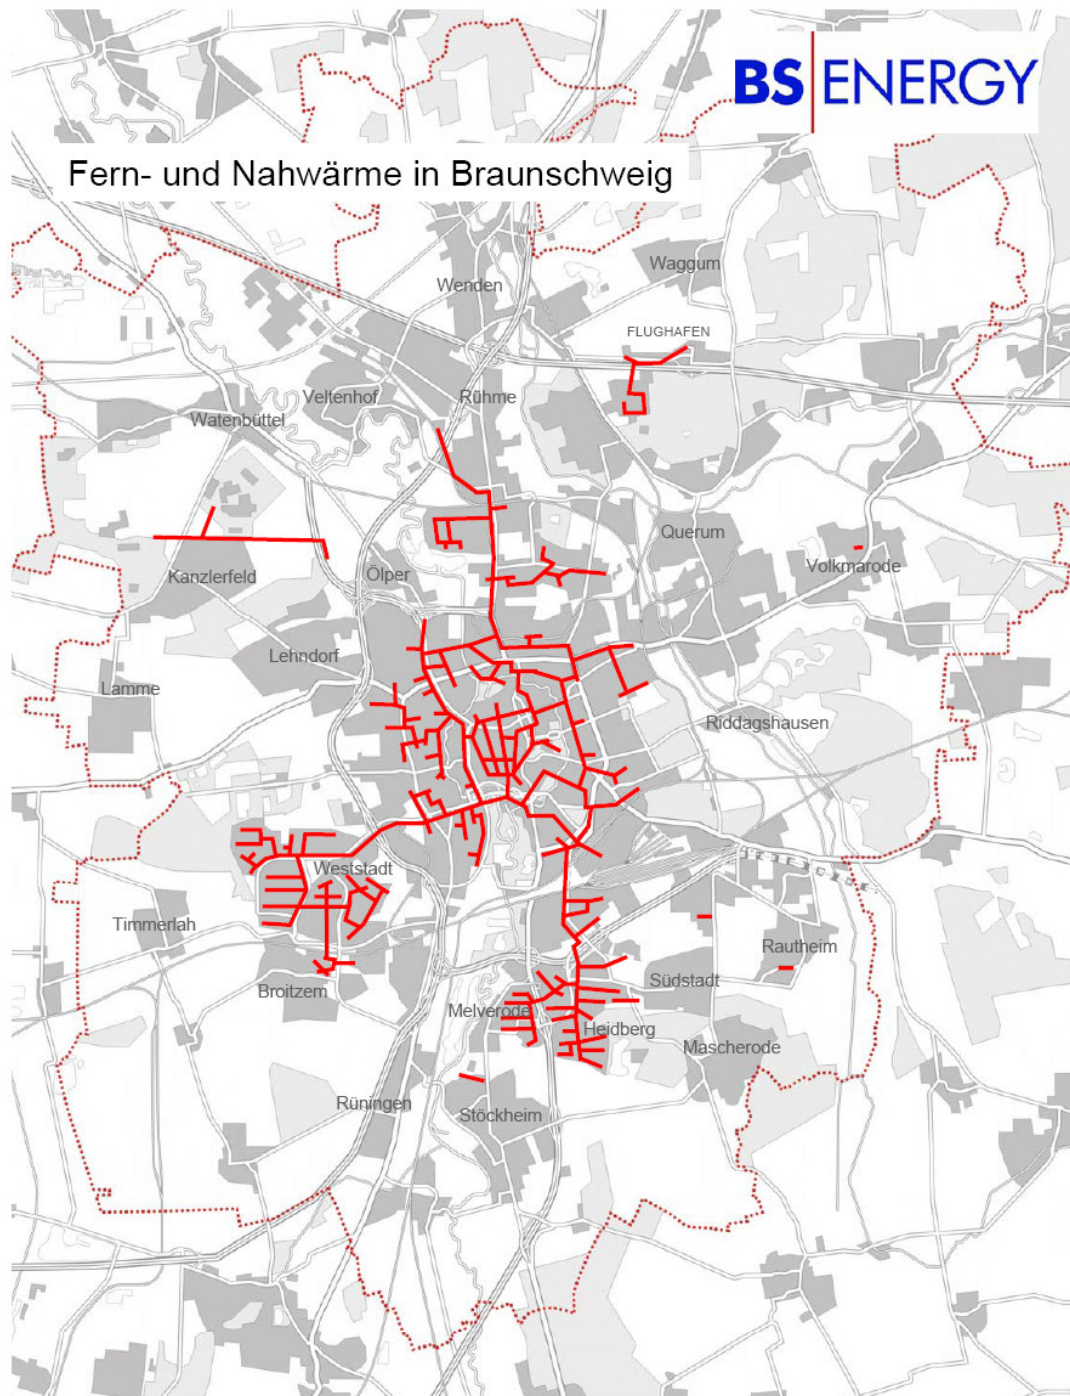 BS ENERGY
Fern- und Nahwärme in Braunschweig
Waggum
Wenden
FLUGHAFEN
Veltenhof
Rühme
Watenbüttel
Querum
Volkmarode
Kanzlerfeld
Ölper
Lehndorf
Lamme
Riddagshausen
Weststadt
Timmerlah
Rautheim
Broitzem
Südstadt
Melverode
Heidberg
Mascherode
Rüningen
Stöckheim